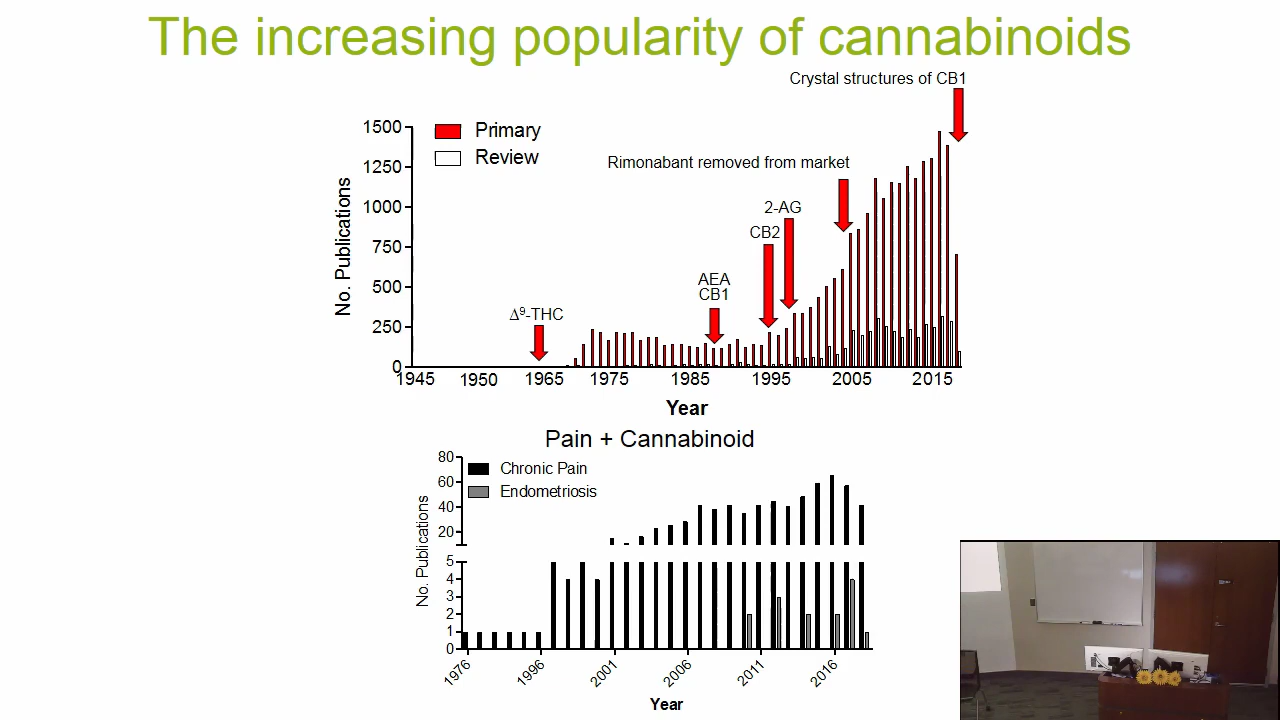 The increasing popularity of cannabinoids
Crystal structures of CB1
1500
Primary
Review
1250
Rimonabant removed from market
1000
2-AG
CB2
750
AEA
CB1
500
Δ⁹-THC
250
0
No. Publications
1945 1950 1965 1975 1985 1995 2005 2015
Year
Pain + Cannabinoid
80
Chronic Pain
60
Endometriosis
40
20
5
4
3
2
1
0
No. Publications
1976 1996 2001 2006 2011 2016
Year